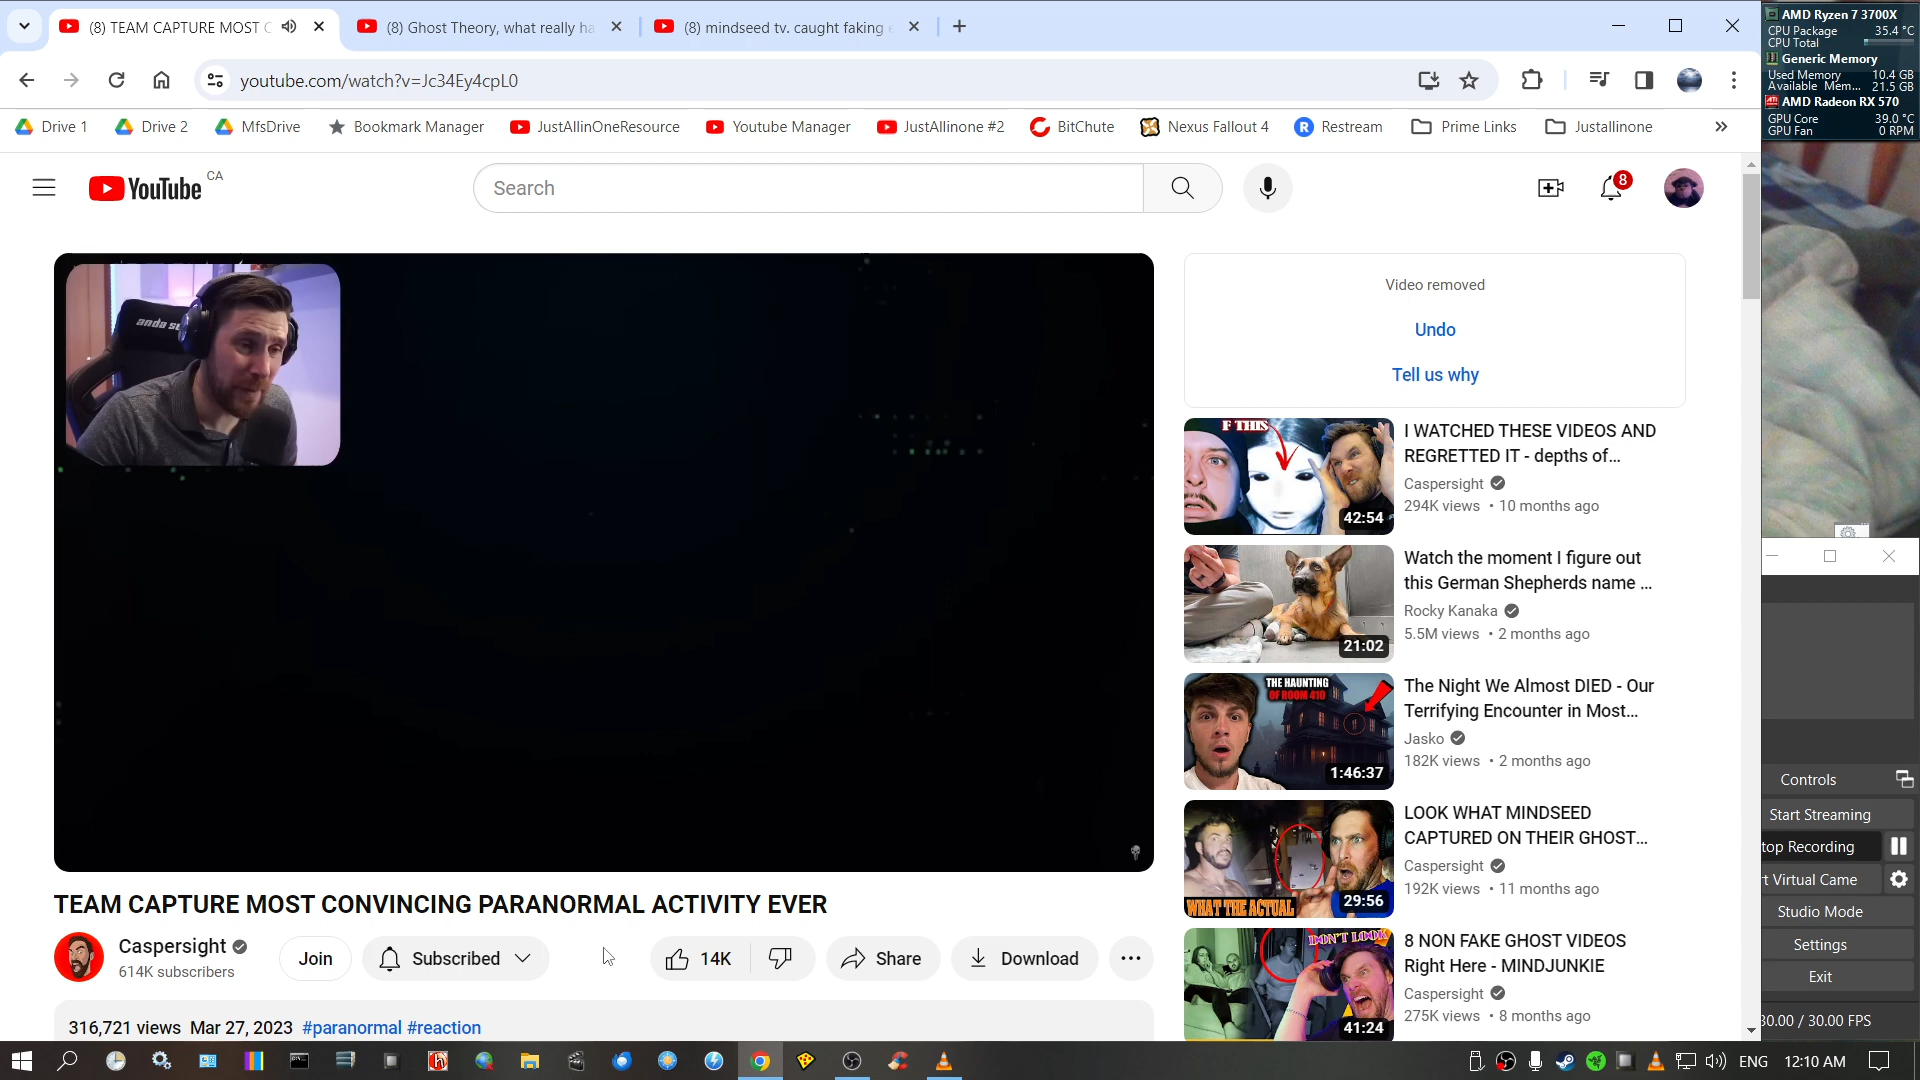 (8) TEAM CAPTURE MOST C
(8) Ghost Theory, what really ha
(8) mindseed tv. caught faking e
youtube.com/watch?v=Jc34Ey4cpL0
Drive 1
Drive 2
MfsDrive
Bookmark Manager
JustAllinOneResource
Youtube Manager
JustAllinone #2
BitChute
Nexus Fallout 4
Restream
Prime Links
Justallinone
AMD Ryzen 7 3700X
CPU Package 35.4 °C
CPU Total
Generic Memory
Used Memory 10.4 GB
Available Mem... 21.5 GB
AMD Radeon RX 570
GPU Core 39.0 °C
GPU Fan 0 RPM
YouTube CA
Search
8
anda se
Video removed
Undo
Tell us why
F THIS
42:54
I WATCHED THESE VIDEOS AND
REGRETTED IT - depths of...
Caspersight
294K views • 10 months ago
21:02
Watch the moment I figure out
this German Shepherds name ...
Rocky Kanaka
5.5M views • 2 months ago
THE HAUNTING
OF ROOM 410
1:46:37
The Night We Almost DIED - Our
Terrifying Encounter in Most...
Jasko
182K views • 2 months ago
WHAT THE ACTUAL
29:56
LOOK WHAT MINDSEED
CAPTURED ON THEIR GHOST...
Caspersight
192K views • 11 months ago
DON'T LOOK
41:24
8 NON FAKE GHOST VIDEOS
Right Here - MINDJUNKIE
Caspersight
275K views • 8 months ago
TEAM CAPTURE MOST CONVINCING PARANORMAL ACTIVITY EVER
Caspersight
614K subscribers
Join
Subscribed
14K
Share
Download
316,721 views Mar 27, 2023 #paranormal #reaction
Controls
Start Streaming
top Recording
t Virtual Came
Studio Mode
Settings
Exit
30.00 / 30.00 FPS
ENG
12:10 AM